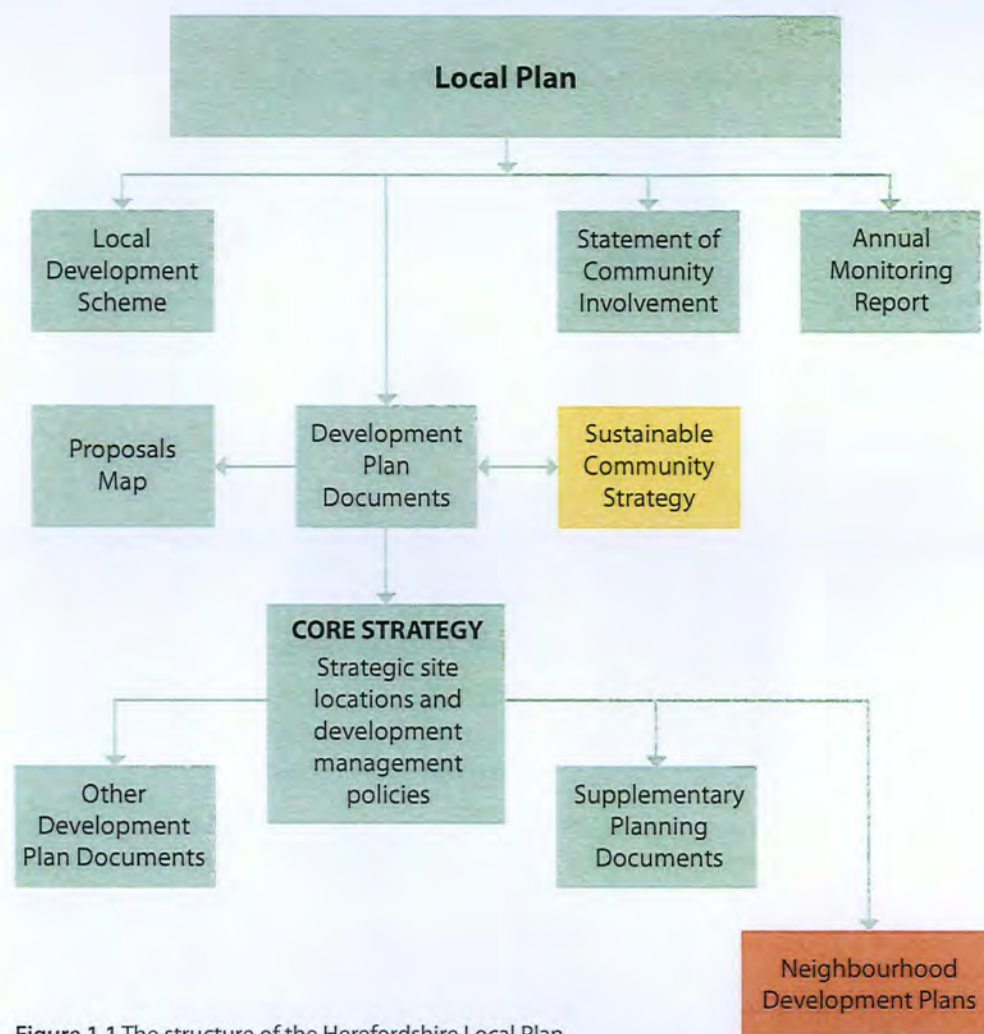 Local Plan
Local
Development
Scheme
Statement of
Community
Involvement
Annual
Monitoring
Report
Proposals
Map
Development
Plan
Documents
Sustainable
Community
Strategy
CORE STRATEGY
Strategic site
locations and
development
management
policies
Other
Development
Plan Documents
Supplementary
Planning
Documents
Neighbourhood
Development Plans
Figure 1.1 The structure of the Herefordshire Local Plan